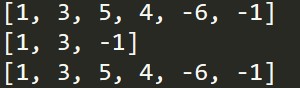 [1, 3, 5, 4, -6, -1]
[1, 3, -1]
[1, 3, 5, 4, -6, -1]